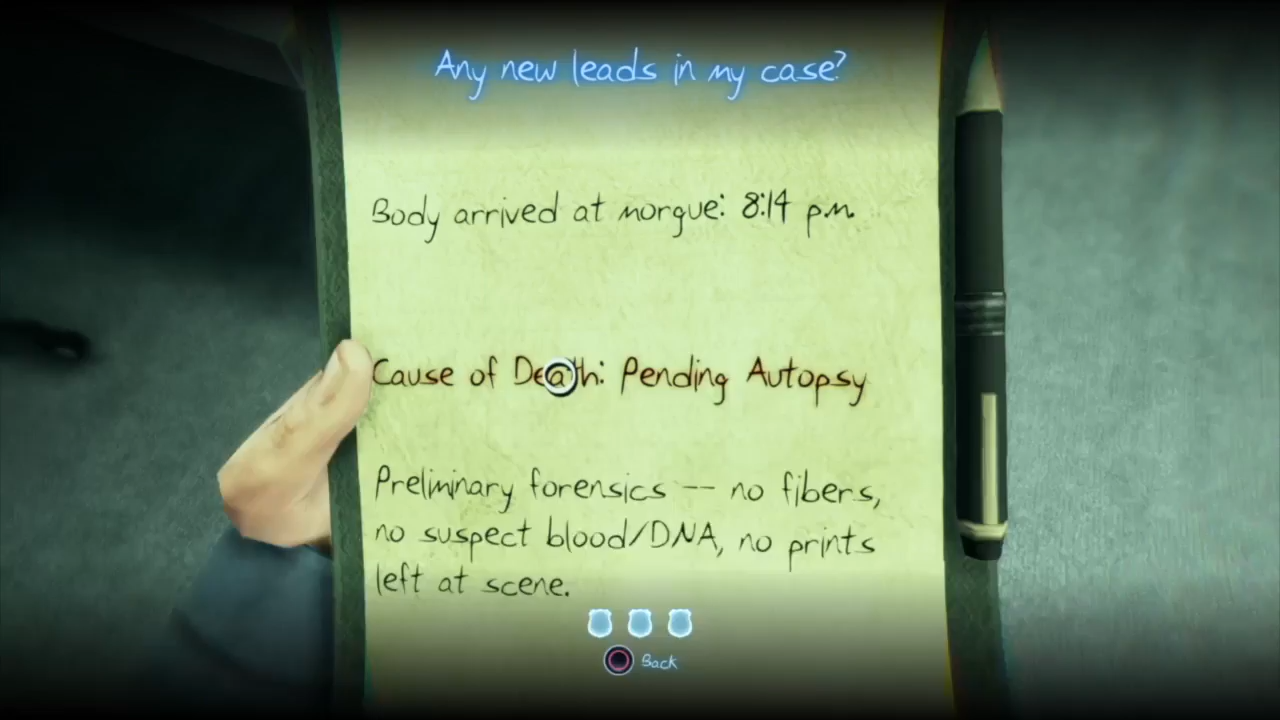 Any new leads in my case?
Body arrived at morgue: 8:14 p.m.
Cause of Death: Pending Autopsy
Preliminary forensics -- no fibers,
no suspect blood/DNA, no prints
left at scene.
Back